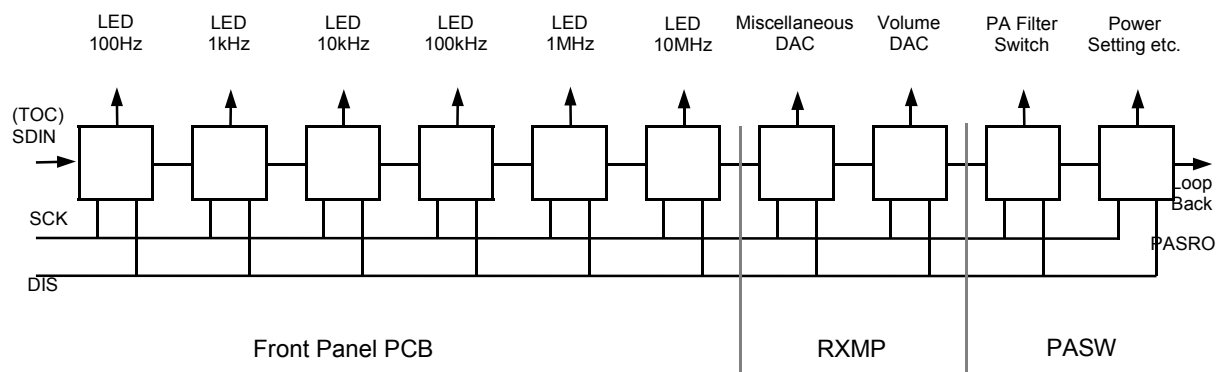 LED
100Hz
LED
1kHz
LED
10kHz
LED
100kHz
LED
1MHz
LED
10MHz
Miscellaneous
DAC
Volume
DAC
PA Filter
Switch
Power
Setting etc.
(TOC)
SDIN
Loop
Back
SCK
PASRO
DIS
Front Panel PCB
RXMP
PASW